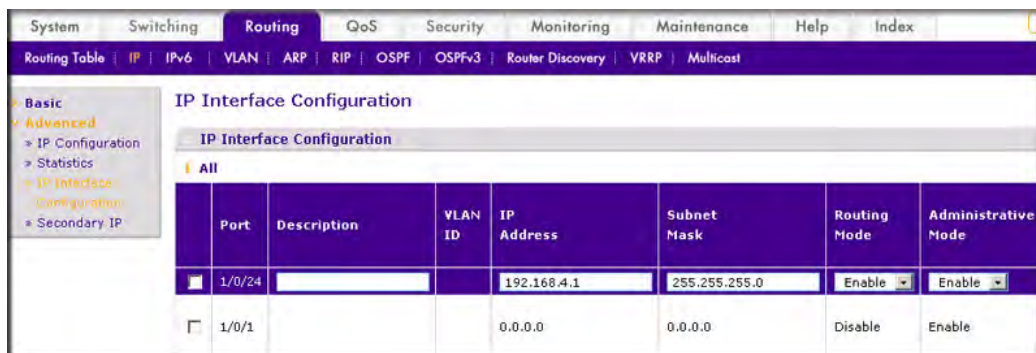 System Switching Routing QoS Security Monitoring Maintenance Help Index
Routing Table | IP | IPv6 | VLAN | ARP | RIP | OSPF | OSPFv3 | Router Discovery | VRRP | Multicast
Basic
Advanced
» IP Configuration
» Statistics
» IP Interface
Configuration
» Secondary IP
IP Interface Configuration
IP Interface Configuration
All
Port Description VLAN ID IP Address Subnet Mask Routing Mode Administrative Mode
1/0/24 192.168.4.1 255.255.255.0 Enable Enable
1/0/1 0.0.0.0 0.0.0.0 Disable Enable